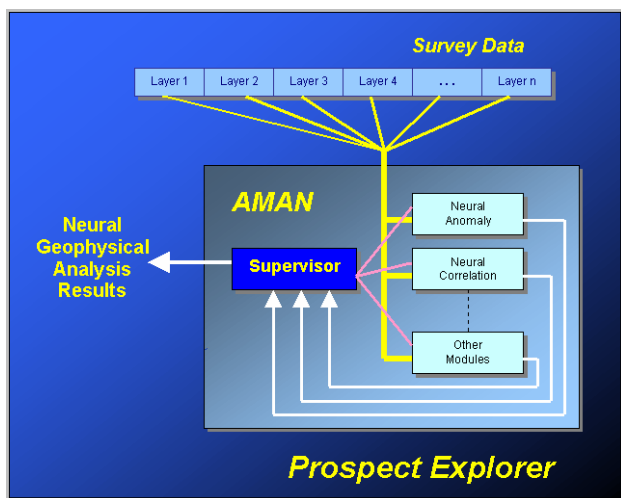 Survey Data
Layer 1 Layer 2 Layer 3 Layer 4 ... Layer n
AMAN
Neural
Anomaly
Neural
Geophysical
Analysis
Results
Supervisor
Neural
Correlation
Other
Modules
Prospect Explorer